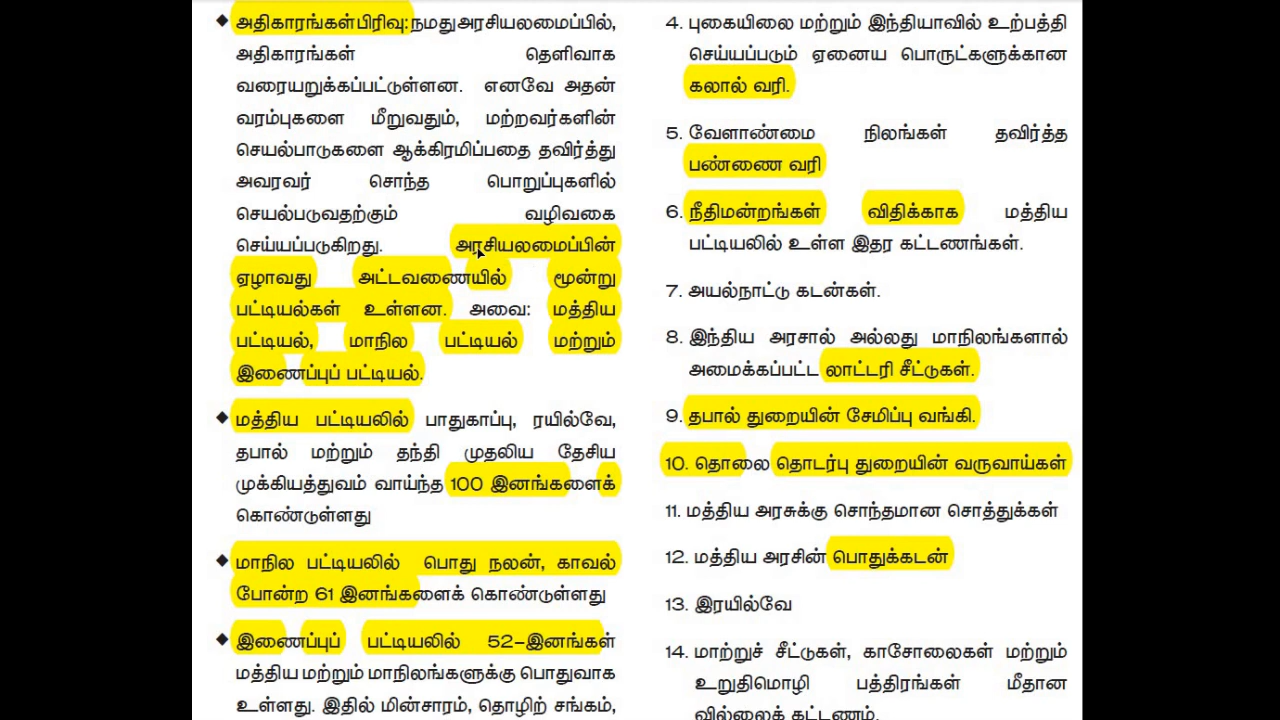 ◆ அதிகாரங்கள் பிரிவு: நமது அரசியலமைப்பில்,
அதிகாரங்கள் தெளிவாக
வரையறுக்கப்பட்டுள்ளன. எனவே அதன்
வரம்புகளை மீறுவதும், மற்றவர்களின்
செயல்பாடுகளை ஆக்கிரமிப்பதை தவிர்த்து
அவரவர் சொந்த பொறுப்புகளில்
செயல்படுவதற்கும் வழிவகை
செய்யப்படுகிறது. அரசியலமைப்பின்
ஏழாவது அட்டவணையில் மூன்று
பட்டியல்கள் உள்ளன. அவை: மத்திய
பட்டியல், மாநில பட்டியல் மற்றும்
இணைப்புப் பட்டியல்.
◆ மத்திய பட்டியலில் பாதுகாப்பு, ரயில்வே,
தபால் மற்றும் தந்தி முதலிய தேசிய
முக்கியத்துவம் வாய்ந்த 100 இனங்களைக்
கொண்டுள்ளது
◆ மாநில பட்டியலில் பொது நலன், காவல்
போன்ற 61 இனங்களைக் கொண்டுள்ளது
◆ இணைப்புப் பட்டியலில் 52–இனங்கள்
மத்திய மற்றும் மாநிலங்களுக்கு பொதுவாக
உள்ளது. இதில் மின்சாரம், தொழிற் சங்கம்,
4. புகையிலை மற்றும் இந்தியாவில் உற்பத்தி
செய்யப்படும் ஏனைய பொருட்களுக்கான
கலால் வரி.
5. வேளாண்மை நிலங்கள் தவிர்த்த
பண்ணை வரி
6. நீதிமன்றங்கள் விதிக்காக மத்திய
பட்டியலில் உள்ள இதர கட்டணங்கள்.
7. அயல்நாட்டு கடன்கள்.
8. இந்திய அரசால் அல்லது மாநிலங்களால்
அமைக்கப்பட்ட லாட்டரி சீட்டுகள்.
9. தபால் துறையின் சேமிப்பு வங்கி.
10. தொலை தொடர்பு துறையின் வருவாய்கள்
11. மத்திய அரசுக்கு சொந்தமான சொத்துக்கள்
12. மத்திய அரசின் பொதுக்கடன்
13. இரயில்வே
14. மாற்றுச் சீட்டுகள், காசோலைகள் மற்றும்
உறுதிமொழி பத்திரங்கள் மீதான
வில்லைக் கட்டணம்.